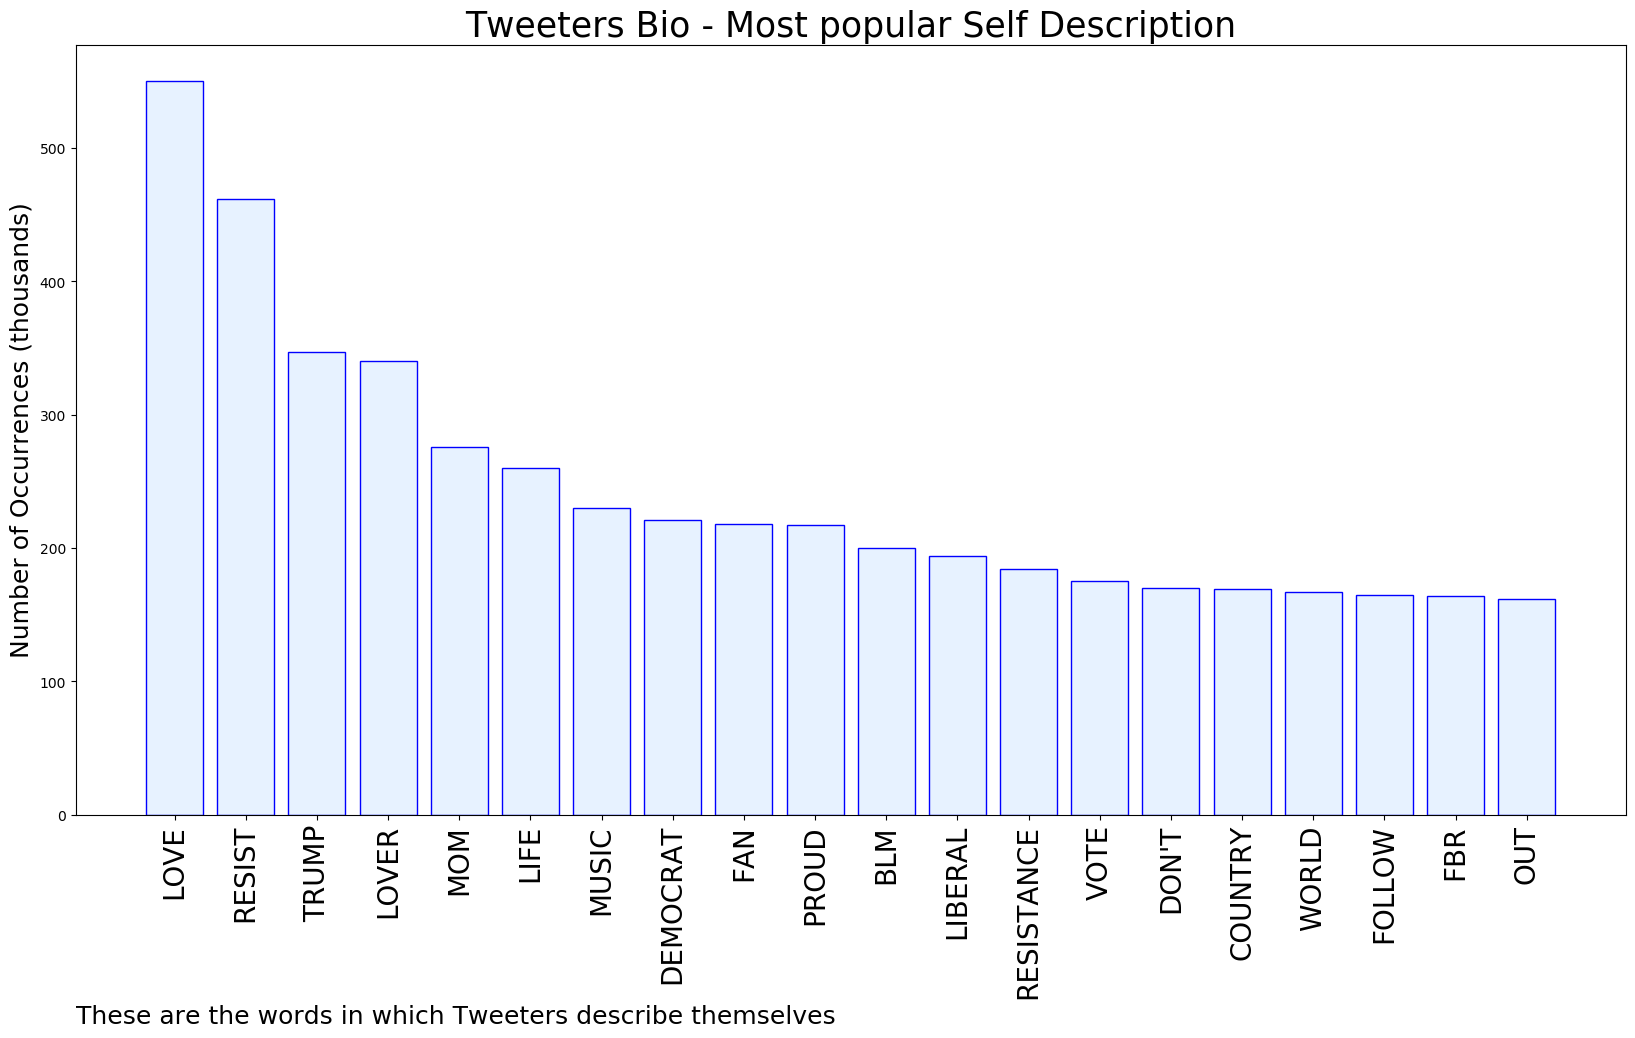 Tweeters Bio - Most popular Self Description
Number of Occurrences (thousands)
500
400
300
200
100
0
LOVE
RESIST
TRUMP
LOVER
MOM
LIFE
MUSIC
DEMOCRAT
FAN
PROUD
BLM
LIBERAL
RESISTANCE
VOTE
DON'T
COUNTRY
WORLD
FOLLOW
FBR
OUT
These are the words in which Tweeters describe themselves